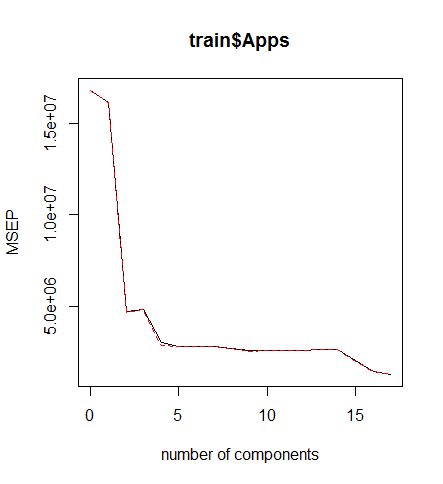 train$Apps
MSEP
1.5e+07
1.0e+07
5.0e+06
0 5 10 15
number of components